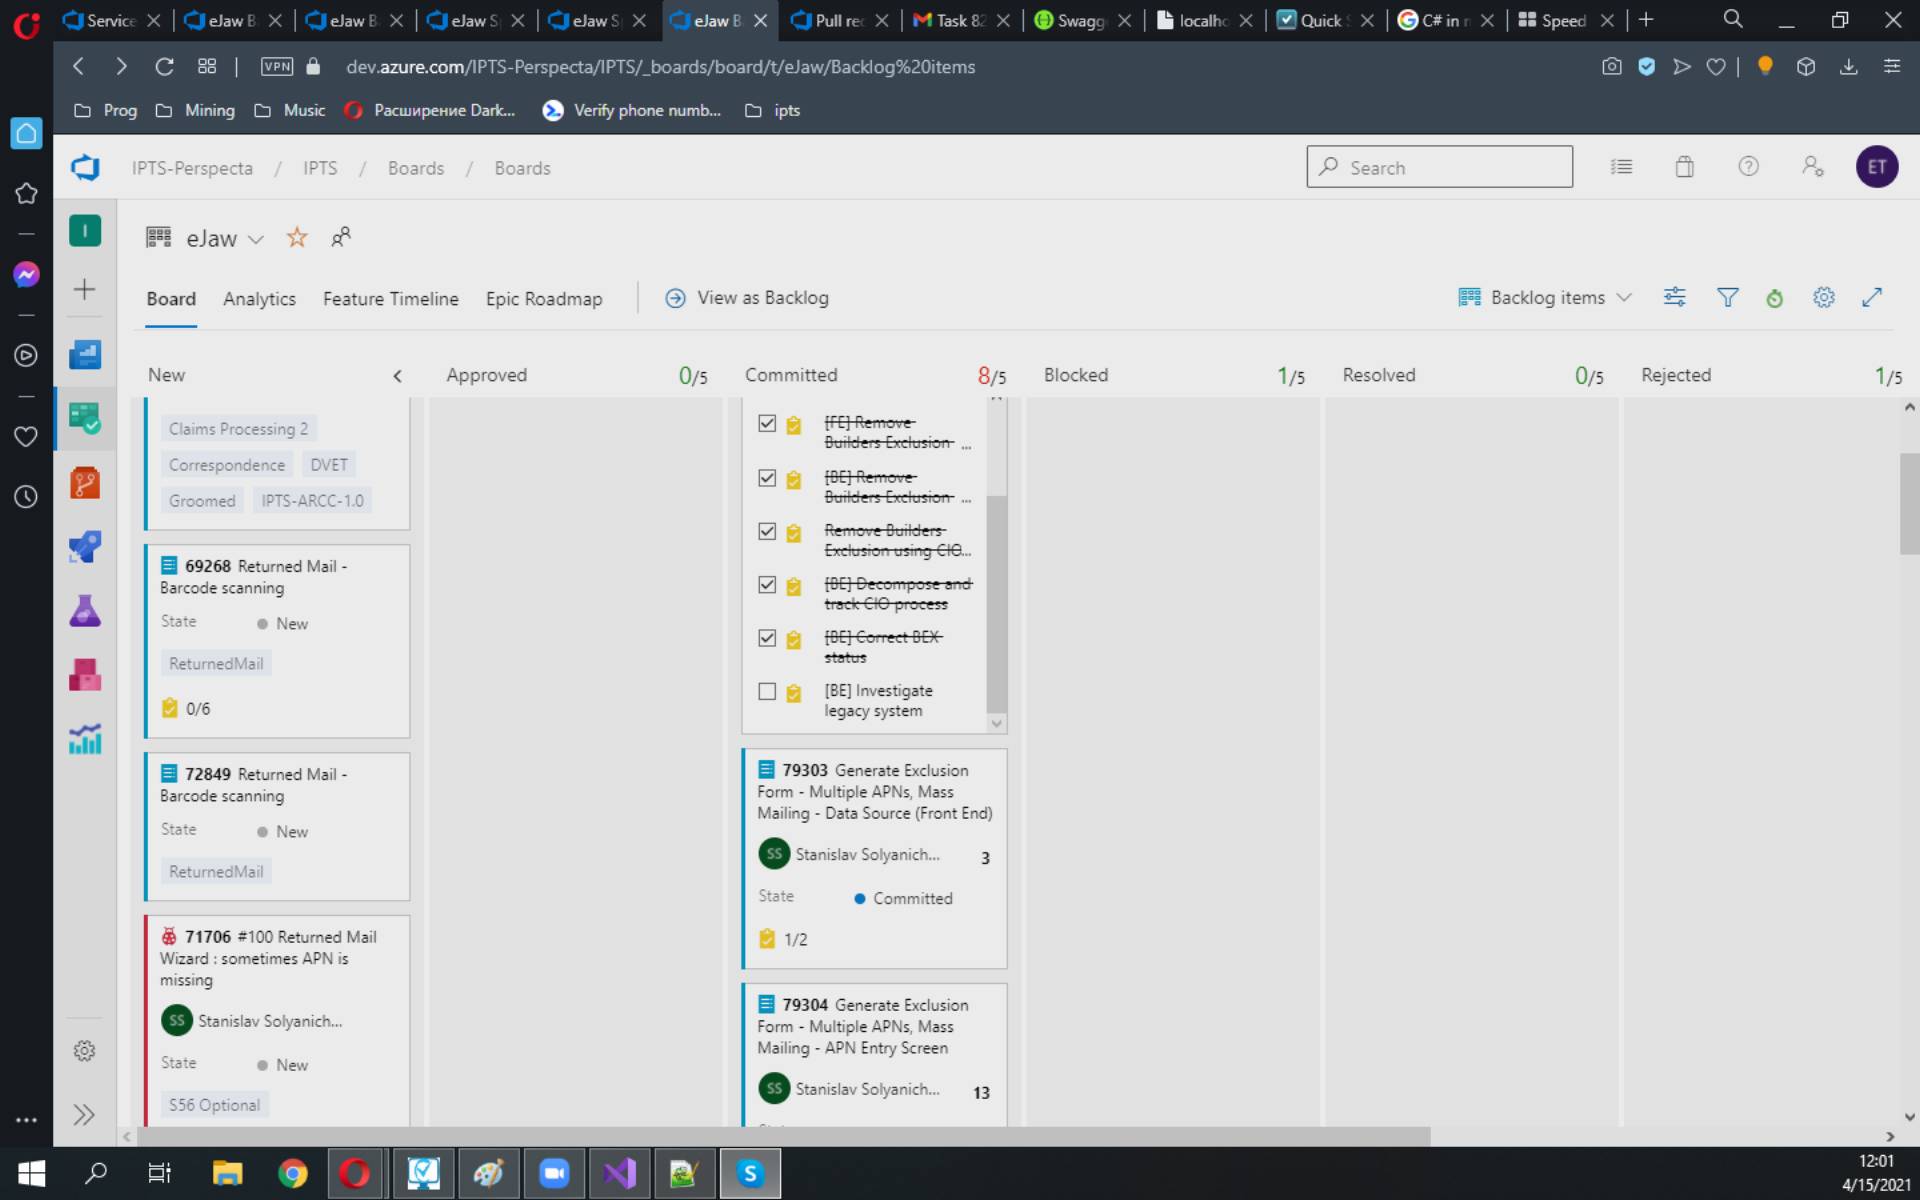 Service
eJaw B
eJaw B
eJaw S
eJaw S
eJaw B
Pull rec
Task 82
Swagg
localho
Quick S
C# in r
Speed
VPN
dev.azure.com/IPTS-Perspecta/IPTS/_boards/board/t/eJaw/Backlog%20items
Prog
Mining
Music
Расширение Dark...
Verify phone numb...
ipts
IPTS-Perspecta / IPTS / Boards / Boards
Search
ET
I
eJaw
Board
Analytics
Feature Timeline
Epic Roadmap
View as Backlog
Backlog items
New
Approved 0/5
Committed 8/5
Blocked 1/5
Resolved 0/5
Rejected 1/5
Claims Processing 2
Correspondence DVET
Groomed IPTS-ARCC-1.0
69268 Returned Mail -
Barcode scanning
State New
ReturnedMail
0/6
72849 Returned Mail -
Barcode scanning
State New
ReturnedMail
71706 #100 Returned Mail
Wizard : sometimes APN is
missing
SS Stanislav Solyanich...
State New
S56 Optional
[FE] Remove
Builders Exclusion ...
[BE] Remove
Builders Exclusion ...
Remove Builders
Exclusion using CIO...
[BE] Decompose and
track CIO process
[BE] Correct BEX
status
[BE] Investigate
legacy system
79303 Generate Exclusion
Form - Multiple APNs, Mass
Mailing - Data Source (Front End)
SS Stanislav Solyanich... 3
State Committed
1/2
79304 Generate Exclusion
Form - Multiple APNs, Mass
Mailing - APN Entry Screen
SS Stanislav Solyanich... 13
12:01
4/15/2021